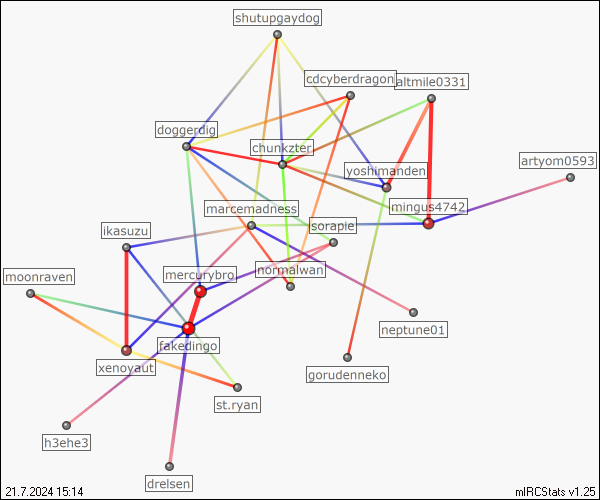 shutupgaydog
cdcyberdragon
altmile0331
doggerdig
chunkzter
artyom0593
yoshimanden
marcemadness
mingus4742
sorapie
ikasuzu
moonraven
mercurybro
normalwan
neptune01
fakedingo
xenoyaut
gorudenneko
st.ryan
h3ehe3
drelsen
21.7.2024 15:14
mIRCStats v1.25